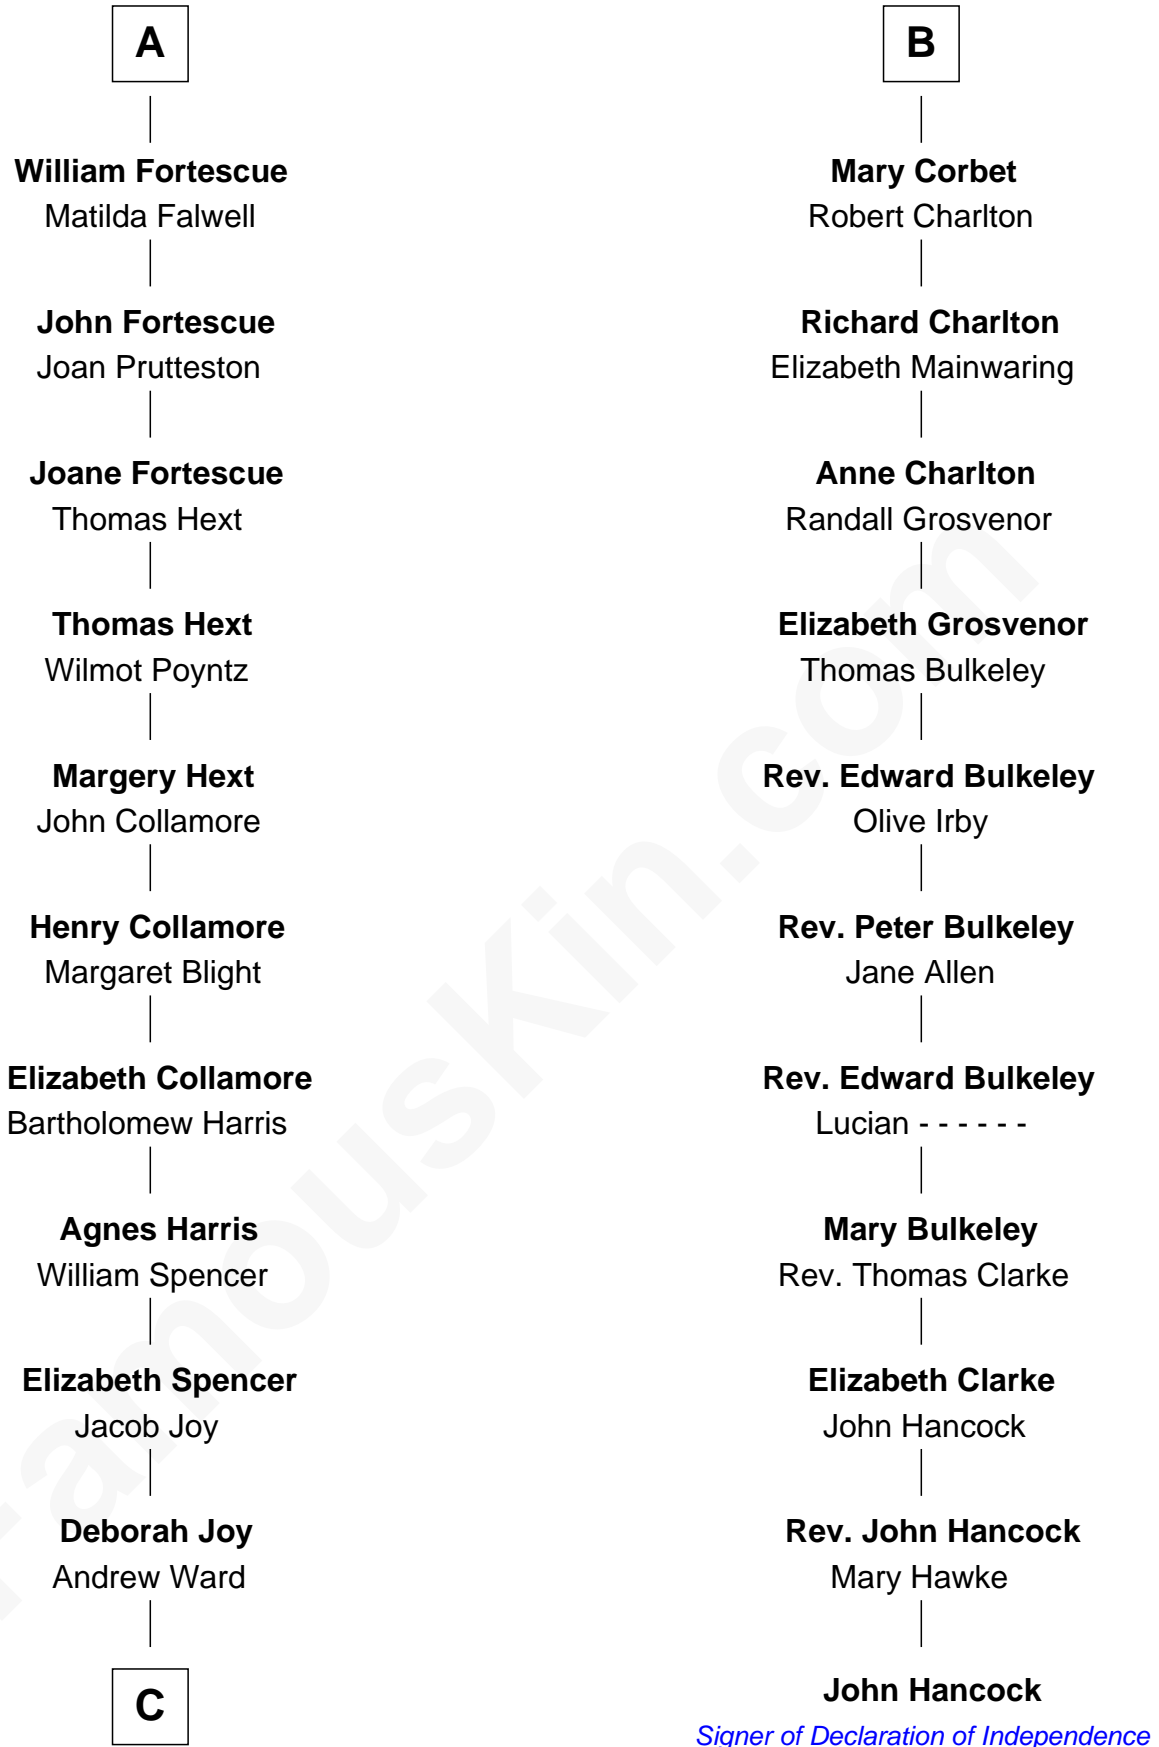 A
William Fortescue
Matilda Falwell
John Fortescue
Joan Prutteston
Joane Fortescue
Thomas Hext
Thomas Hext
Wilmot Poyntz
Margery Hext
John Collamore
Henry Collamore
Margaret Blight
Elizabeth Collamore
Bartholomew Harris
Agnes Harris
William Spencer
Elizabeth Spencer
Jacob Joy
Deborah Joy
Andrew Ward
C
B
Mary Corbet
Robert Charlton
Richard Charlton
Elizabeth Mainwaring
Anne Charlton
Randall Grosvenor
Elizabeth Grosvenor
Thomas Bulkeley
Rev. Edward Bulkeley
Olive Irby
Rev. Peter Bulkeley
Jane Allen
Rev. Edward Bulkeley
Lucian - - - - - -
Mary Bulkeley
Rev. Thomas Clarke
Elizabeth Clarke
John Hancock
Rev. John Hancock
Mary Hawke
John Hancock
Signer of Declaration of Independence
FamousKin.com